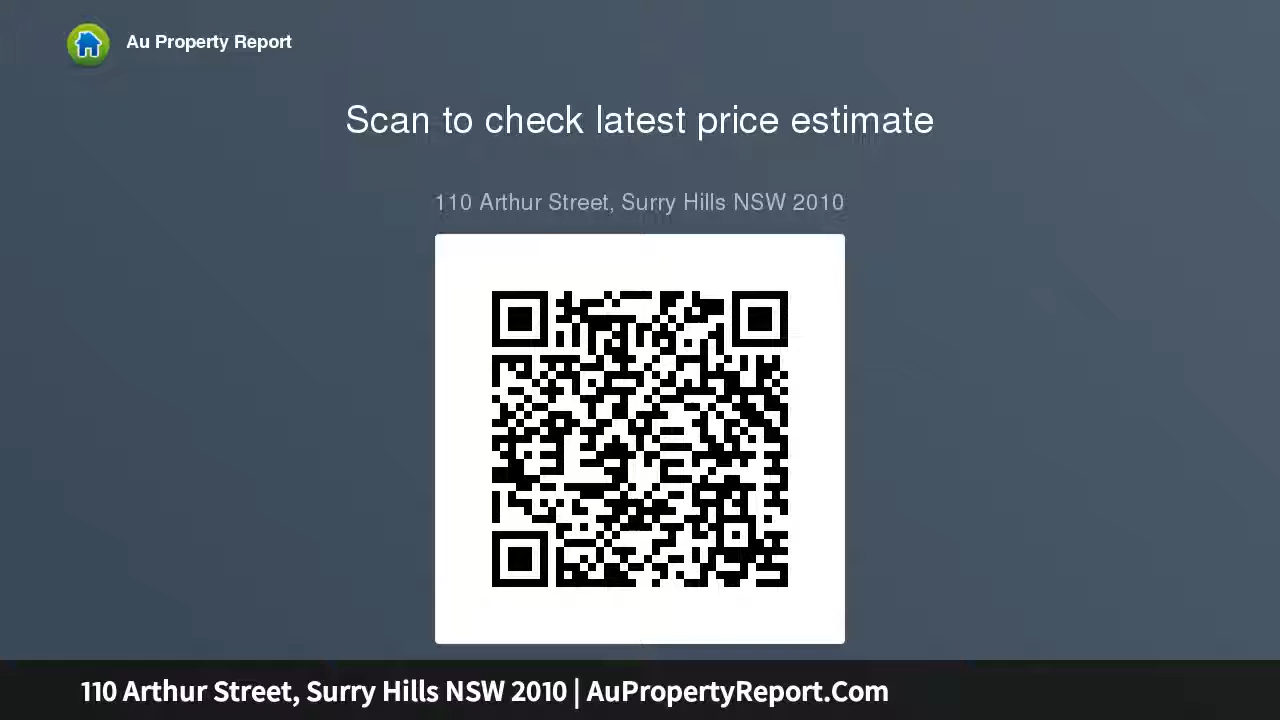 Au Property Report
Scan to check latest price estimate
110 Arthur Street, Surry Hills NSW 2010
110 Arthur Street, Surry Hills NSW 2010 | AuPropertyReport.Com